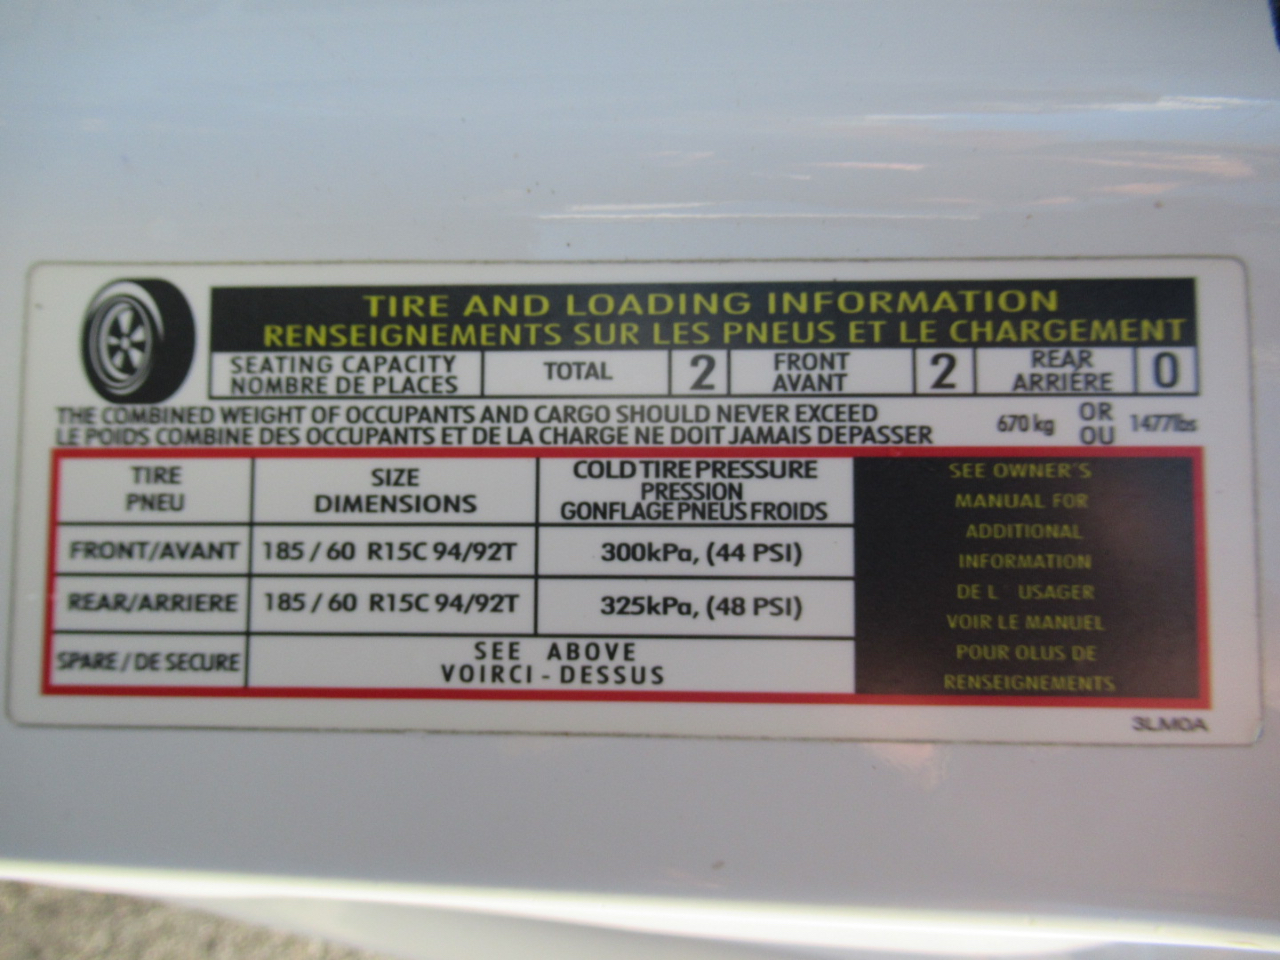 TIRE AND LOADING INFORMATION
RENSEIGNEMENTS SUR LES PNEUS ET LE CHARGEMENT
SEATING CAPACITY
NOMBRE DE PLACES
TOTAL 2
FRONT
AVANT
2
REAR
ARRIÉRE
0
THE COMBINED WEIGHT OF OCCUPANTS AND CARGO SHOULD NEVER EXCEED
LE POIDS COMBINE DES OCCUPANTS ET DE LA CHARGE NE DOIT JAMAIS DEPASSER
670 kg
OR
OU
1477lbs
TIRE
PNEU
SIZE
DIMENSIONS
COLD TIRE PRESSURE
PRESSION
GONFLAGE PNEUS FROIDS
FRONT/AVANT 185 / 60 R15C 94/92T 300kPa, (44 PSI)
REAR/ARRIERE 185 / 60 R15C 94/92T 325kPa, (48 PSI)
SPARE / DE SECURE
SEE ABOVE
VOIRCI - DESSUS
SEE OWNER'S
MANUAL FOR
ADDITIONAL
INFORMATION
DE L USAGER
VOIR LE MANUEL
POUR OLUS DE
RENSEIGNEMENTS
3LM0A